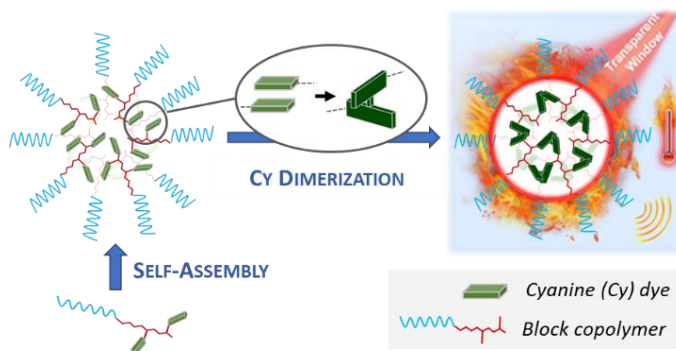 Transparent
Window
CY DIMERIZATION
SELF-ASSEMBLY
Cyanine (Cy) dye
Block copolymer